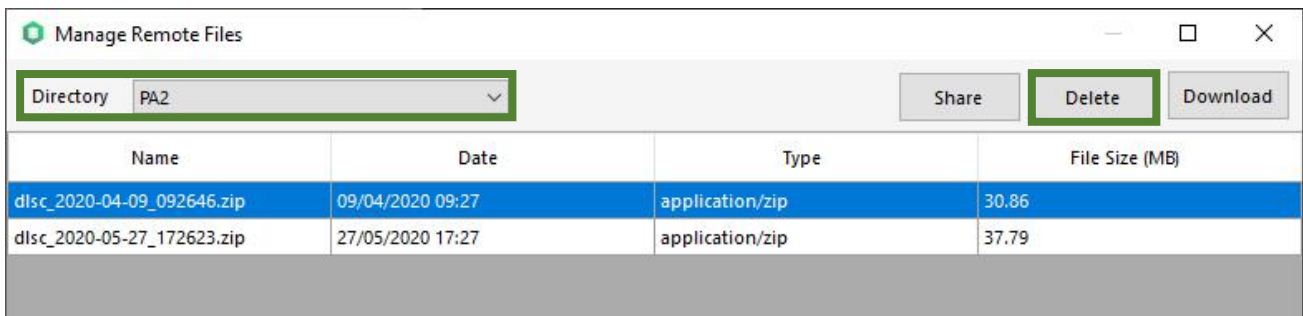 Manage Remote Files
Directory PA2 Share Delete Download
Name Date Type File Size (MB)
dlsc_2020-04-09_092646.zip 09/04/2020 09:27 application/zip 30.86
dlsc_2020-05-27_172623.zip 27/05/2020 17:27 application/zip 37.79